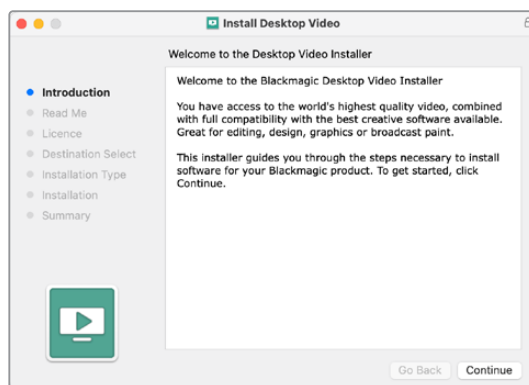 Install Desktop Video
Welcome to the Desktop Video Installer
Introduction
Read Me
Licence
Destination Select
Installation Type
Installation
Summary
Welcome to the Blackmagic Desktop Video Installer
You have access to the world's highest quality video, combined
with full compatibility with the best creative software available.
Great for editing, design, graphics or broadcast paint.
This installer guides you through the steps necessary to install
software for your Blackmagic product. To get started, click
Continue.
Go Back
Continue